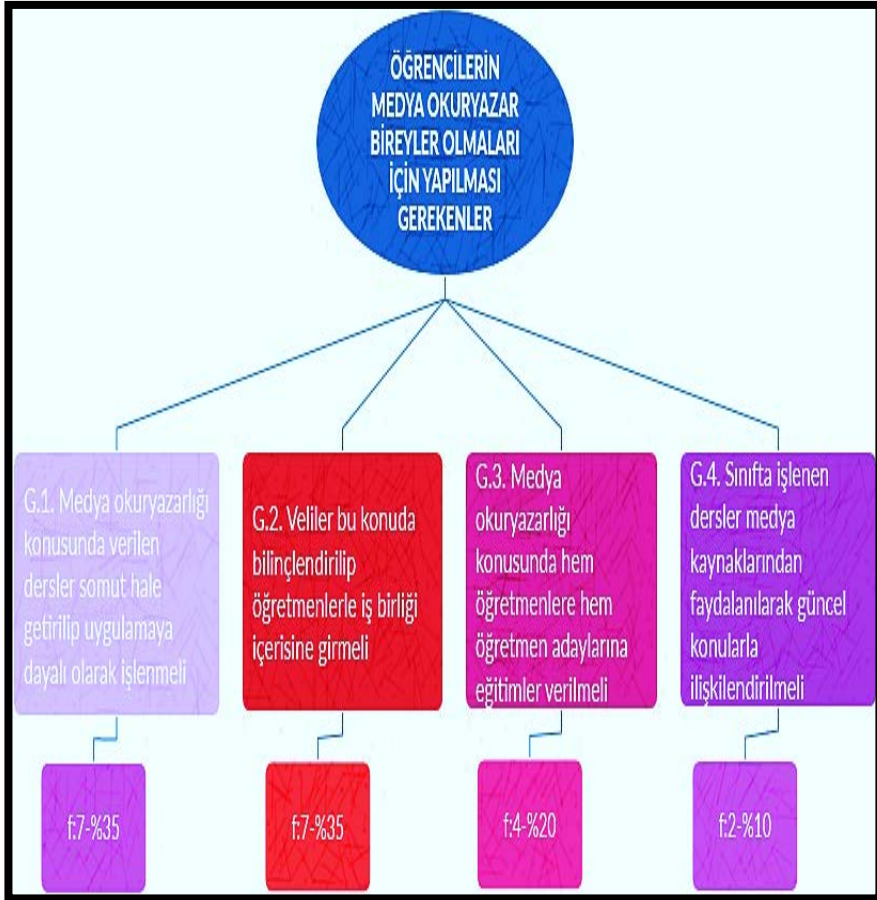 ÖĞRENCİLERİN
MEDYA OKURYAZAR
BİREYLER OLMALARI
İÇİN YAPILMASI
GEREKENLER
G.1. Medya okuryazarlığı
konusunda verilen
dersler somut hale
getirilip uygulamaya
dayalı olarak işlenmeli
G.2. Veliler bu konuda
bilinçlendirilip
öğretmenlerle iş birliği
içerisine girmeli
G.3. Medya
okuryazarlığı
konusunda hem
öğretmenlere hem
öğretmen adaylarına
eğitimler verilmeli
G.4. Sınıfta işlenen
dersler medya
kaynaklarından
faydalanılarak güncel
konularla
ilişkilendirilmeli
f:7-%35
f:7-%35
f:4-%20
f:2-%10